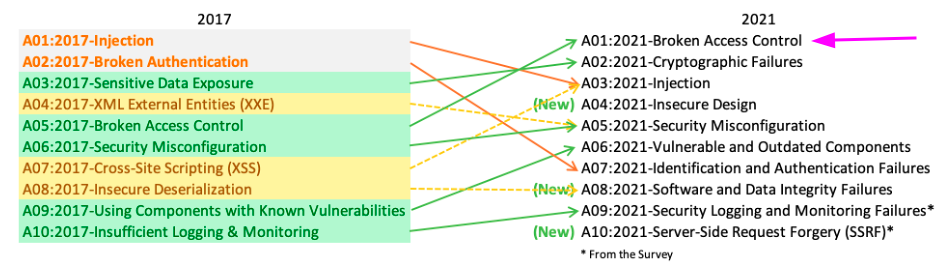 2017
A01:2017-Injection
A02:2017-Broken Authentication
A03:2017-Sensitive Data Exposure
A04:2017-XML External Entities (XXE)
A05:2017-Broken Access Control
A06:2017-Security Misconfiguration
A07:2017-Cross-Site Scripting (XSS)
A08:2017-Insecure Deserialization
A09:2017-Using Components with Known Vulnerabilities
A10:2017-Insufficient Logging & Monitoring
2021
A01:2021-Broken Access Control
A02:2021-Cryptographic Failures
A03:2021-Injection
(New) A04:2021-Insecure Design
A05:2021-Security Misconfiguration
A06:2021-Vulnerable and Outdated Components
A07:2021-Identification and Authentication Failures
(New) A08:2021-Software and Data Integrity Failures
A09:2021-Security Logging and Monitoring Failures*
(New) A10:2021-Server-Side Request Forgery (SSRF)*
* From the Survey